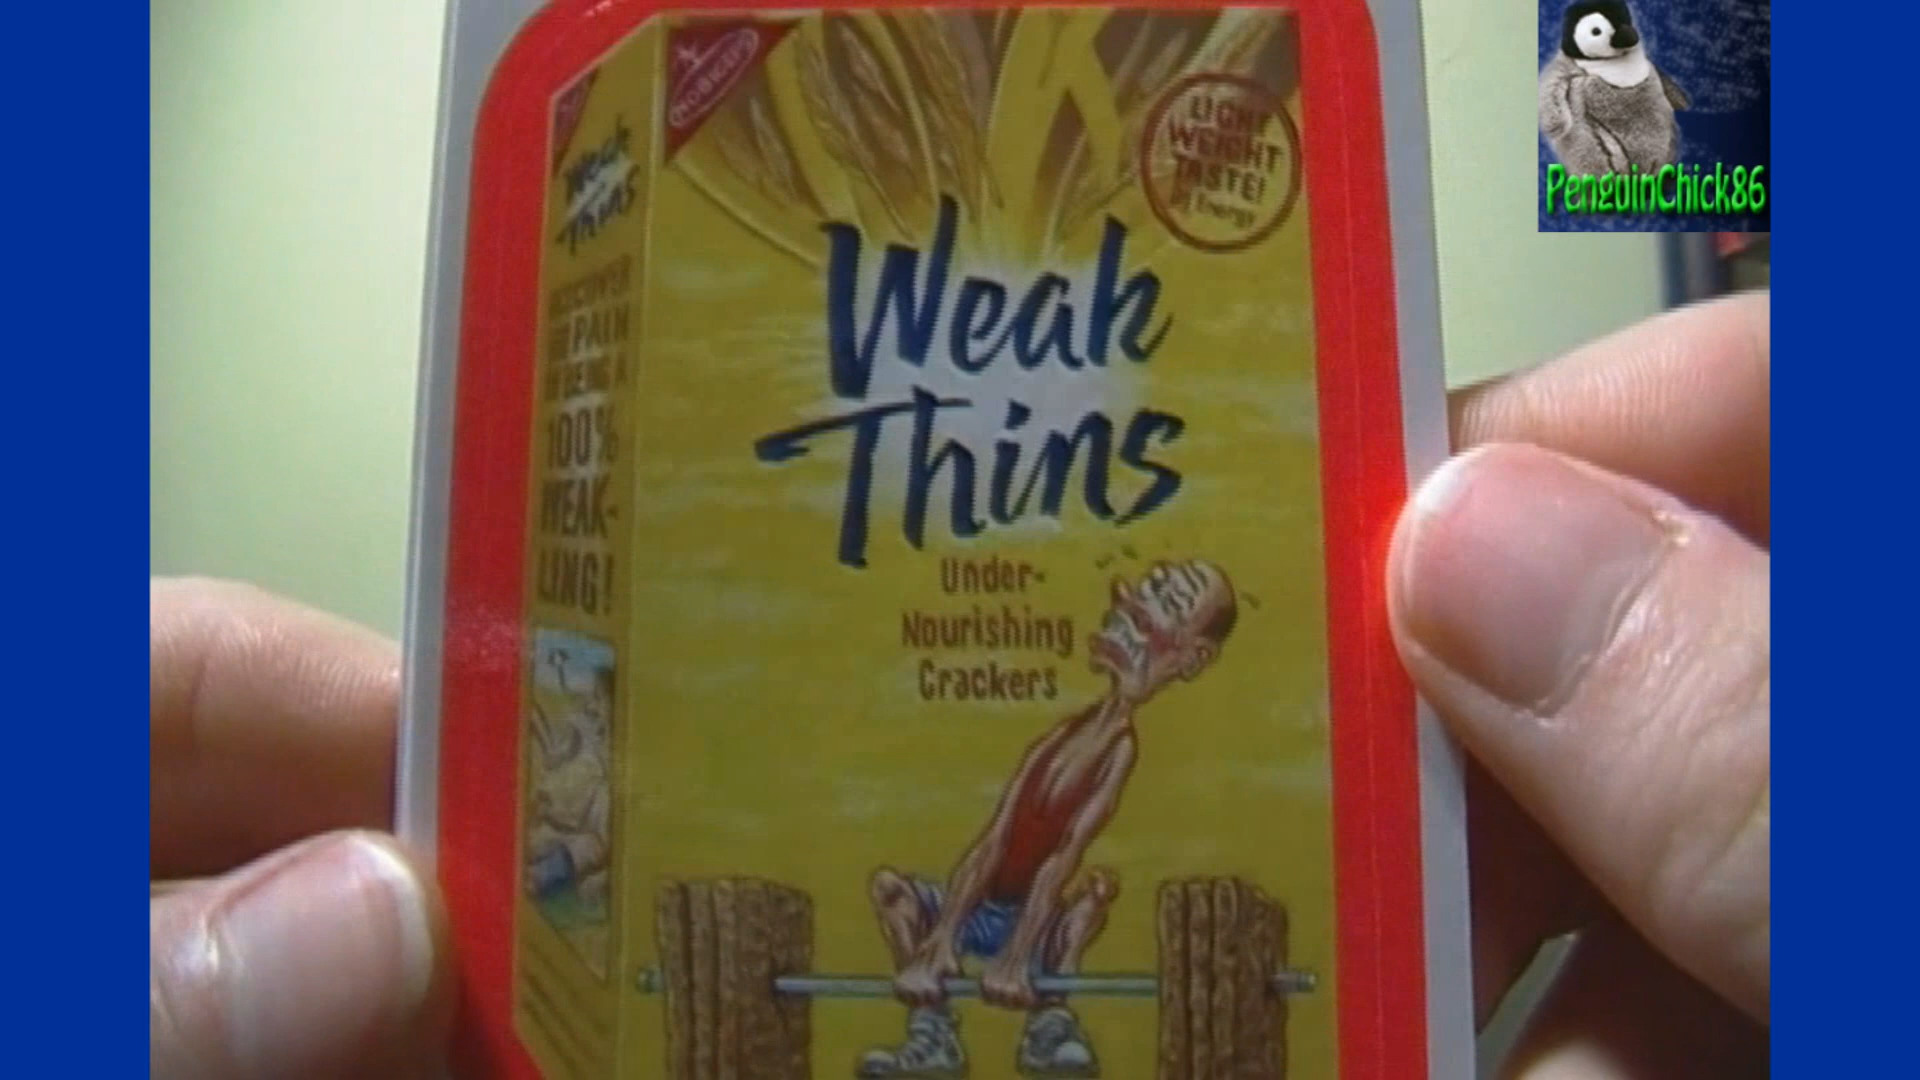 NOBIGGIE
LIGHT
WEIGHT
TASTE!
Weak
Thins
Weak
Thins
DISCOVER
THE PAIN
OF BEING A
100%
WEAK-
LING!
Under-
Nourishing
Crackers
PenguinChick86